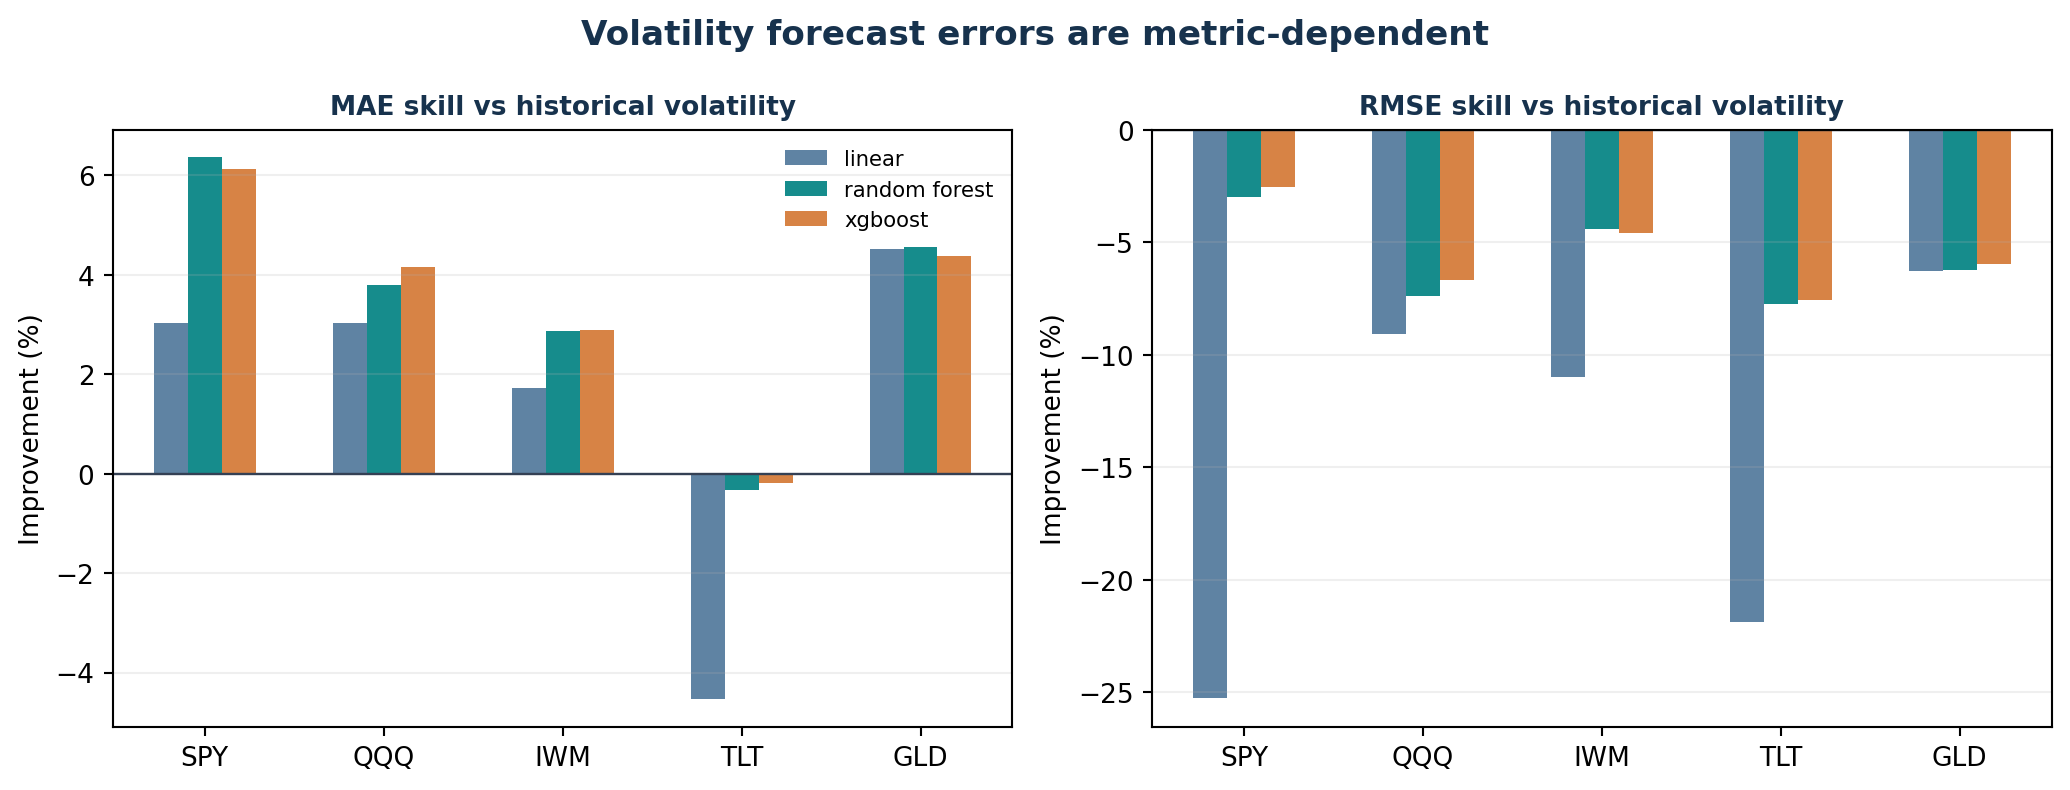 Volatility forecast errors are metric-dependent
MAE skill vs historical volatility
Improvement (%)
6
4
2
0
−2
−4
linear
random forest
xgboost
SPY QQQ IWM TLT GLD
RMSE skill vs historical volatility
Improvement (%)
0
−5
−10
−15
−20
−25
SPY QQQ IWM TLT GLD